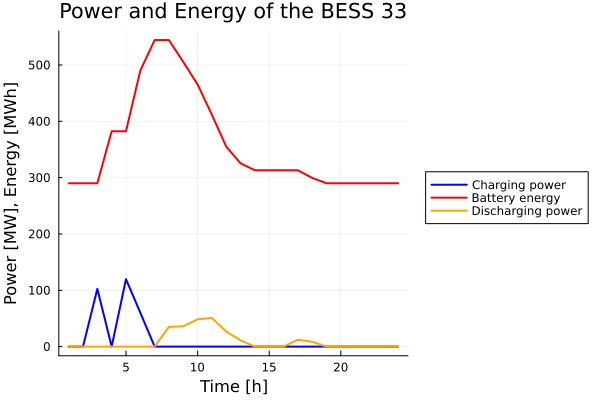 Power and Energy of the BESS 33
Power [MW], Energy [MWh]
500
400
300
200
100
0
5
10
15
20
Time [h]
Charging power
Battery energy
Discharging power